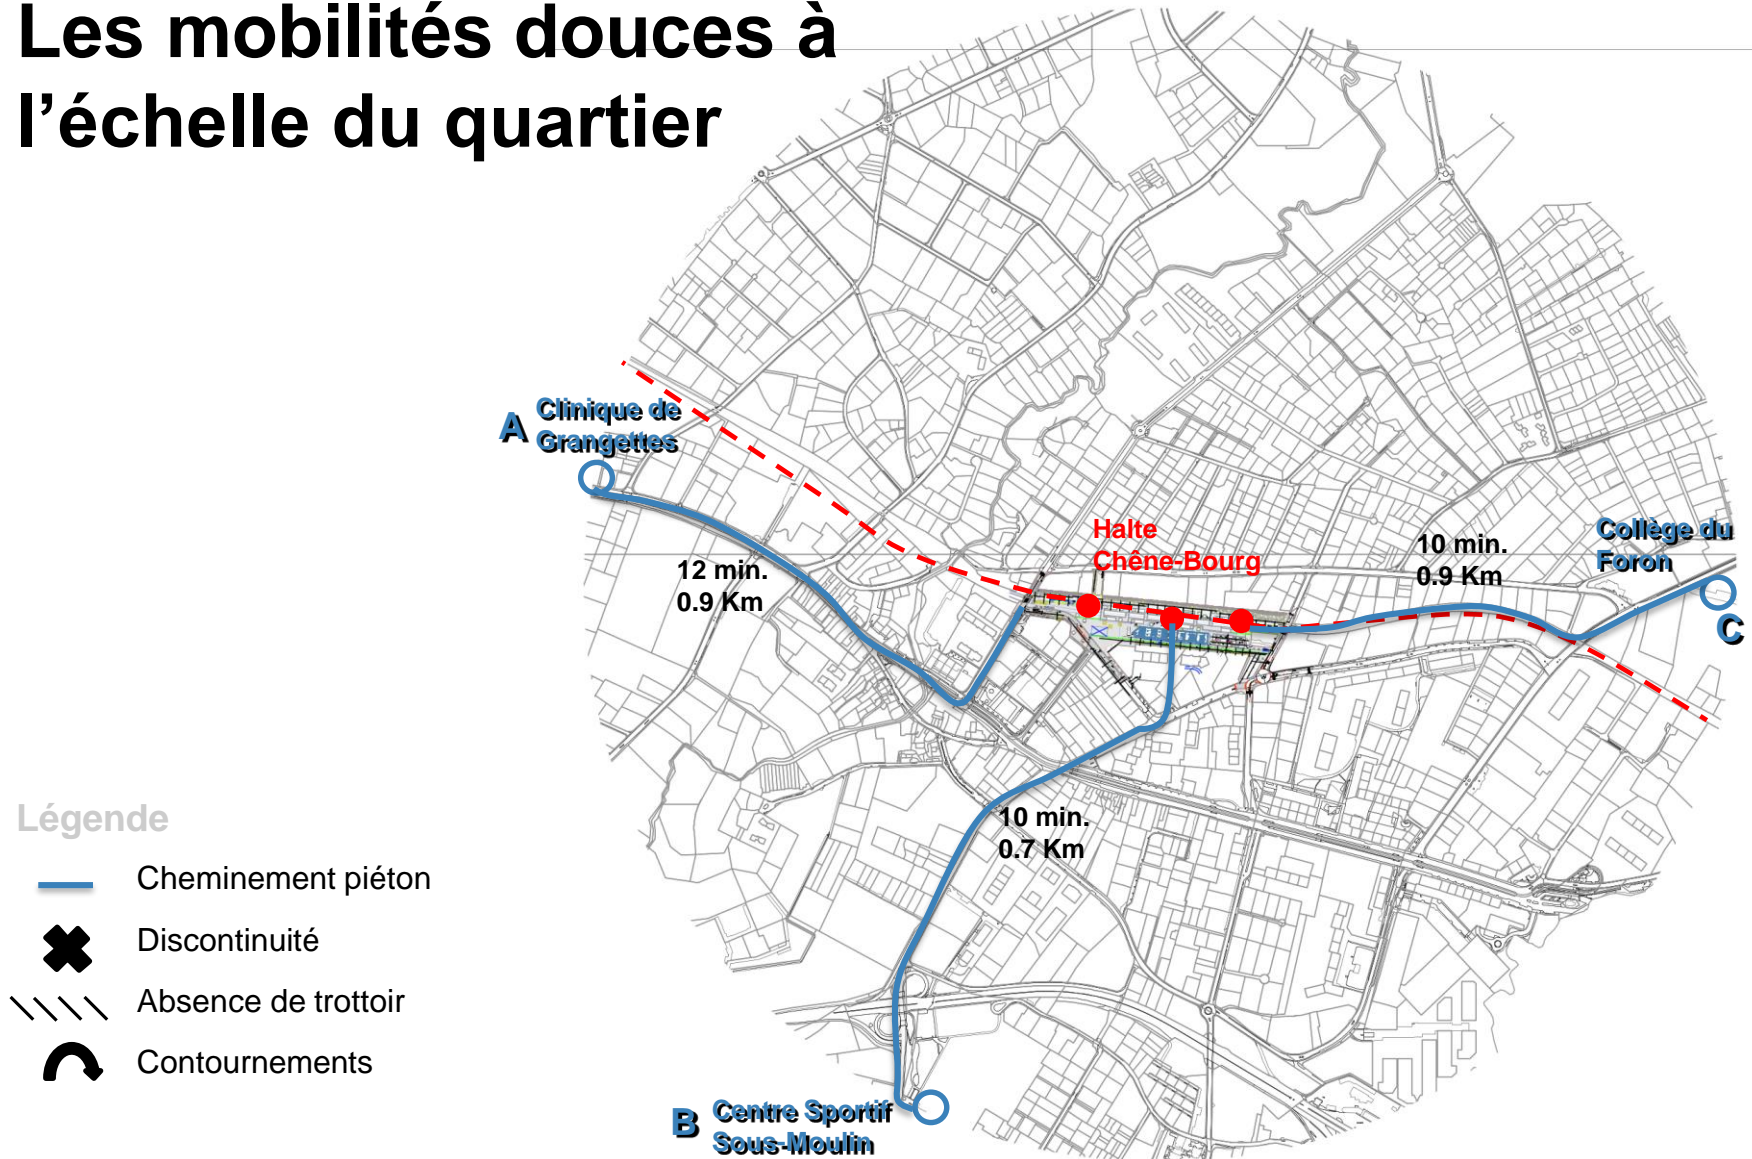 Les mobilités douces à
l’échelle du quartier
A
Clinique de
Grangettes
12 min.
0.9 Km
Halte
Chêne-Bourg
10 min.
0.9 Km
Collège du
Foron
C
10 min.
0.7 Km
Légende
Cheminement piéton
Discontinuité
Absence de trottoir
Contournements
B
Centre Sportif
Sous-Moulin